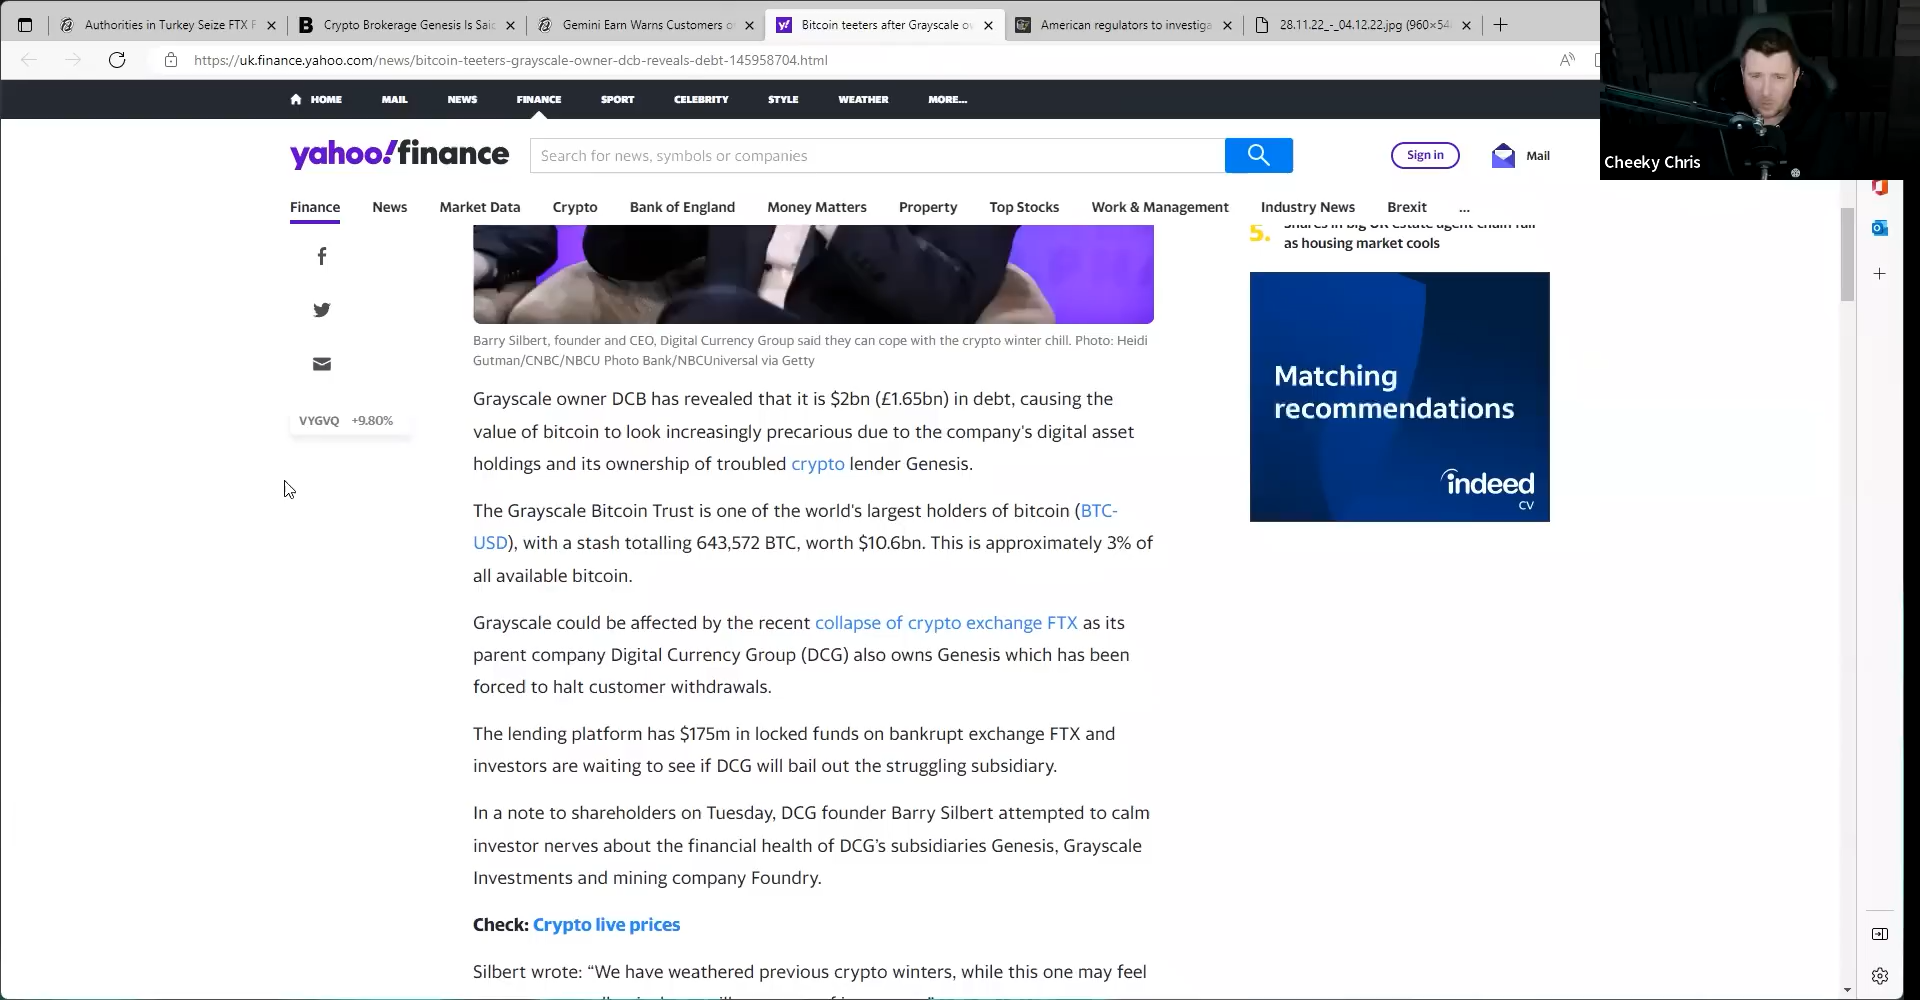 Authorities in Turkey Seize FTX F
Crypto Brokerage Genesis Is Said
Gemini Earn Warns Customers o
Bitcoin teeters after Grayscale ow
American regulators to investiga
28.11.22_-_04.12.22.jpg (960×54
https://uk.finance.yahoo.com/news/bitcoin-teeters-grayscale-owner-dcb-reveals-debt-145958704.html
HOME MAIL NEWS FINANCE SPORT CELEBRITY STYLE WEATHER MORE...
yahoo!finance
Search for news, symbols or companies
Sign in
Mail
Cheeky Chris
Finance News Market Data Crypto Bank of England Money Matters Property Top Stocks Work & Management Industry News Brexit ...
5. Shares in big UK estate agent chain fall
as housing market cools
Barry Silbert, founder and CEO, Digital Currency Group said they can cope with the crypto winter chill. Photo: Heidi
Gutman/CNBC/NBCU Photo Bank/NBCUniversal via Getty
VYGVQ +9.80%
Grayscale owner DCB has revealed that it is $2bn (£1.65bn) in debt, causing the
value of bitcoin to look increasingly precarious due to the company's digital asset
holdings and its ownership of troubled crypto lender Genesis.
The Grayscale Bitcoin Trust is one of the world's largest holders of bitcoin (BTC-
USD), with a stash totalling 643,572 BTC, worth $10.6bn. This is approximately 3% of
all available bitcoin.
Grayscale could be affected by the recent collapse of crypto exchange FTX as its
parent company Digital Currency Group (DCG) also owns Genesis which has been
forced to halt customer withdrawals.
The lending platform has $175m in locked funds on bankrupt exchange FTX and
investors are waiting to see if DCG will bail out the struggling subsidiary.
In a note to shareholders on Tuesday, DCG founder Barry Silbert attempted to calm
investor nerves about the financial health of DCG's subsidiaries Genesis, Grayscale
Investments and mining company Foundry.
Check: Crypto live prices
Silbert wrote: “We have weathered previous crypto winters, while this one may feel
Matching
recommendations
indeed
CV